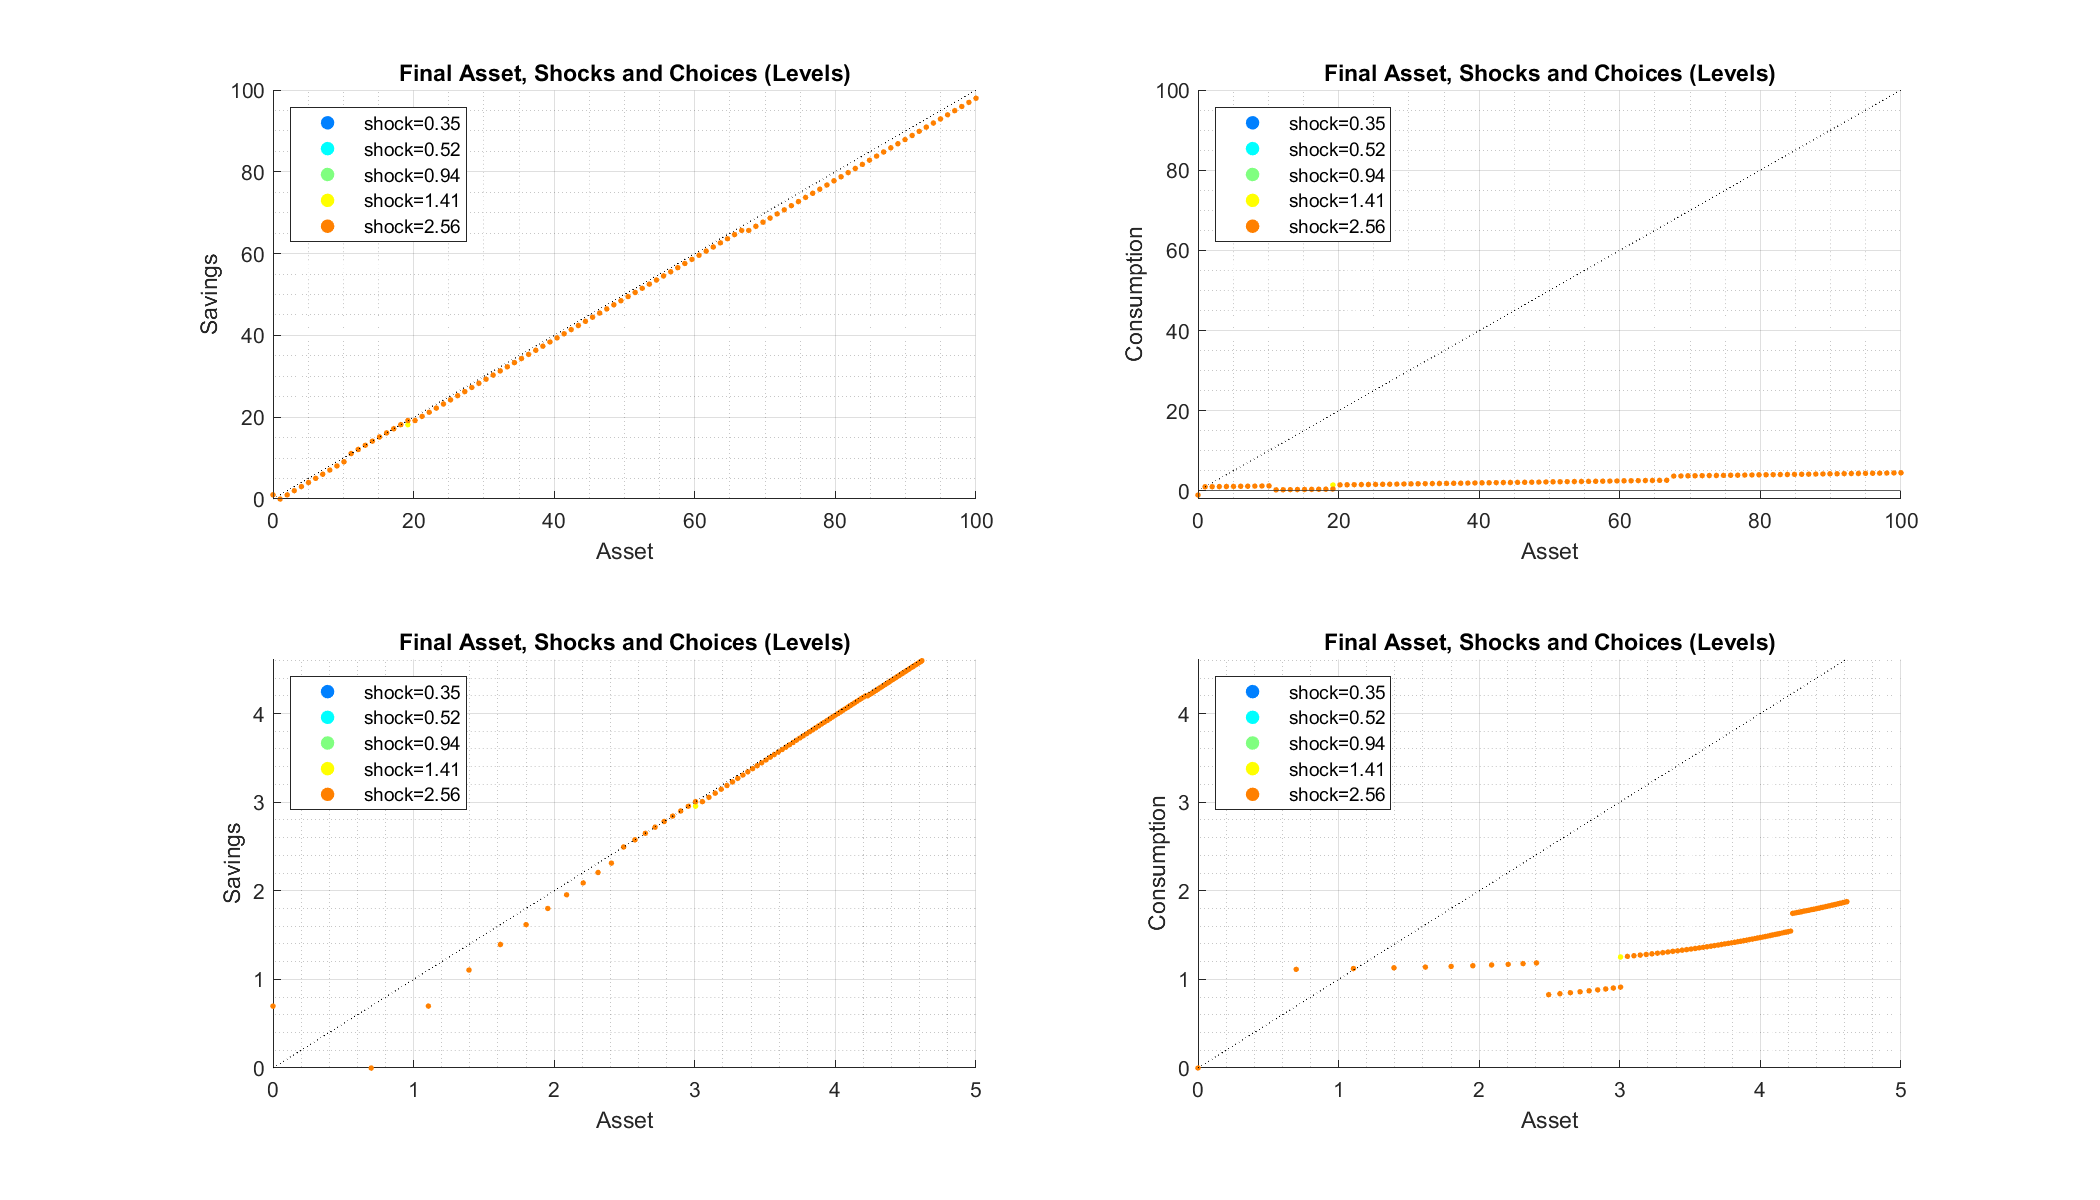 Final Asset, Shocks and Choices (Levels)
100
80
60
40
20
0
Savings
shock=0.35
shock=0.52
shock=0.94
shock=1.41
shock=2.56
0 20 40 60 80 100
Asset
Final Asset, Shocks and Choices (Levels)
100
80
60
40
20
0
Consumption
shock=0.35
shock=0.52
shock=0.94
shock=1.41
shock=2.56
0 20 40 60 80 100
Asset
Final Asset, Shocks and Choices (Levels)
4
3
2
1
0
Savings
shock=0.35
shock=0.52
shock=0.94
shock=1.41
shock=2.56
0 1 2 3 4 5
Asset
Final Asset, Shocks and Choices (Levels)
4
3
2
1
0
Consumption
shock=0.35
shock=0.52
shock=0.94
shock=1.41
shock=2.56
0 1 2 3 4 5
Asset